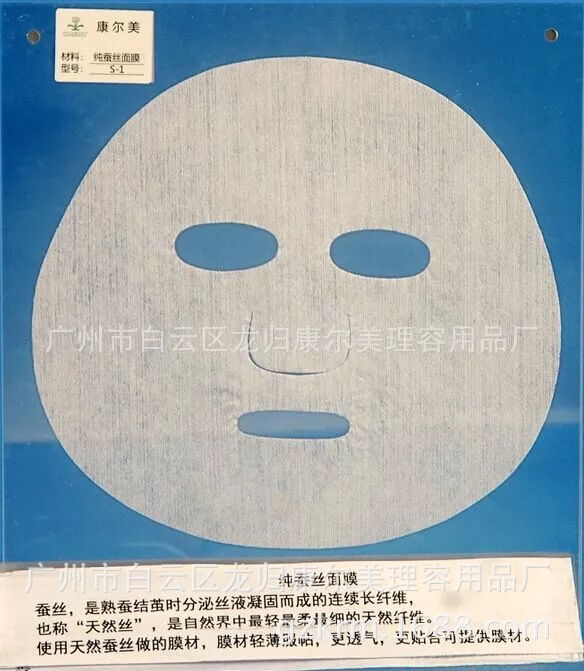 康尔美
材料: 纯蚕丝面膜
型号: S-1
广州市白云区龙归康尔美理容用品厂
纯蚕丝面膜
广州市白云区龙归康尔美理容用品厂
蚕丝，是熟蚕结茧时分泌丝液凝固而成的连续长纤维，
也称“天然丝”，是自然界中最轻最柔最细的天然纤维。
gzkrm.1688.com
使用天然蚕丝做的膜材，膜材轻薄服帖，更透气，更贴合可提供膜材。